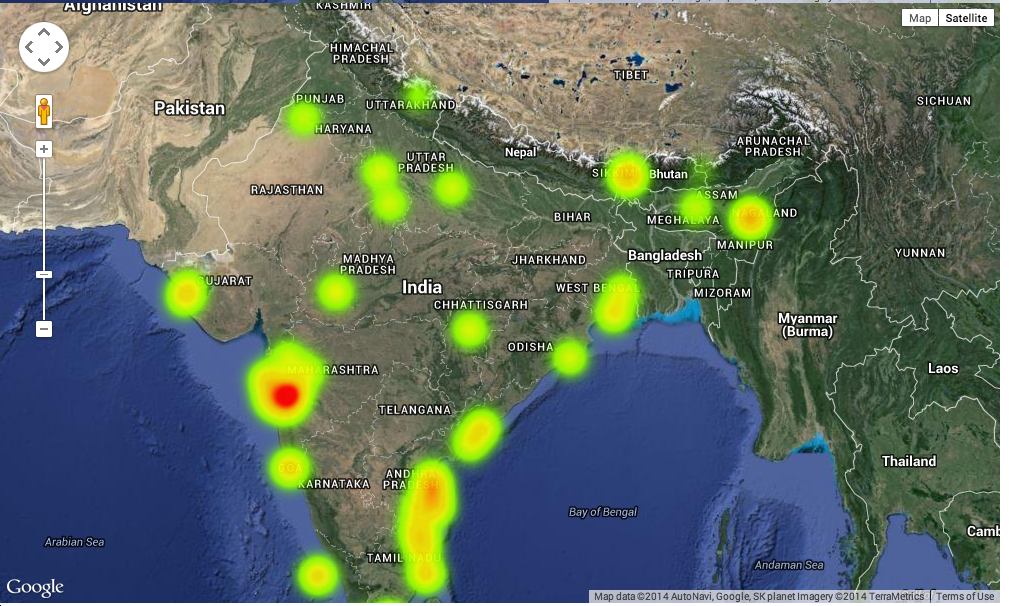 Afghanistan
KASHMIR
Map
Satellite
HIMACHAL
PRADESH
TIBET
SICHUAN
PUNJAB
UTTARAKHAND
Pakistan
HARYANA
ARUNACHAL
PRADESH
Nepal
UTTAR
PRADESH
SIKKIM
Bhutan
RAJASTHAN
ASSAM
NAGALAND
BIHAR
MEGHALAYA
MANIPUR
Bangladesh
YUNNAN
MADHYA
PRADESH
JHARKHAND
TRIPURA
GUJARAT
India
WEST BENGAL
MIZORAM
CHHATTISGARH
Myanmar
(Burma)
ODISHA
Laos
MAHARASHTRA
TELANGANA
Thailand
GOA
ANDHRA
PRADESH
KARNATAKA
Bay of Bengal
Arabian Sea
Camb
TAMIL NADU
Andaman Sea
Google
Map data ©2014 AutoNavi, Google, SK planet Imagery ©2014 TerraMetrics
Terms of Use